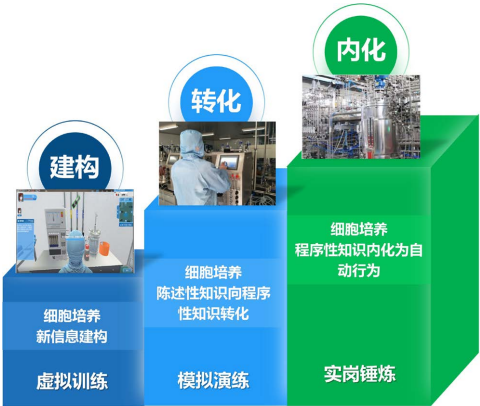 建构
细胞培养
新信息建构
虚拟训练
转化
细胞培养
陈述性知识向程序
性知识转化
模拟演练
内化
细胞培养
程序性知识内化为自
动行为
实岗锤炼